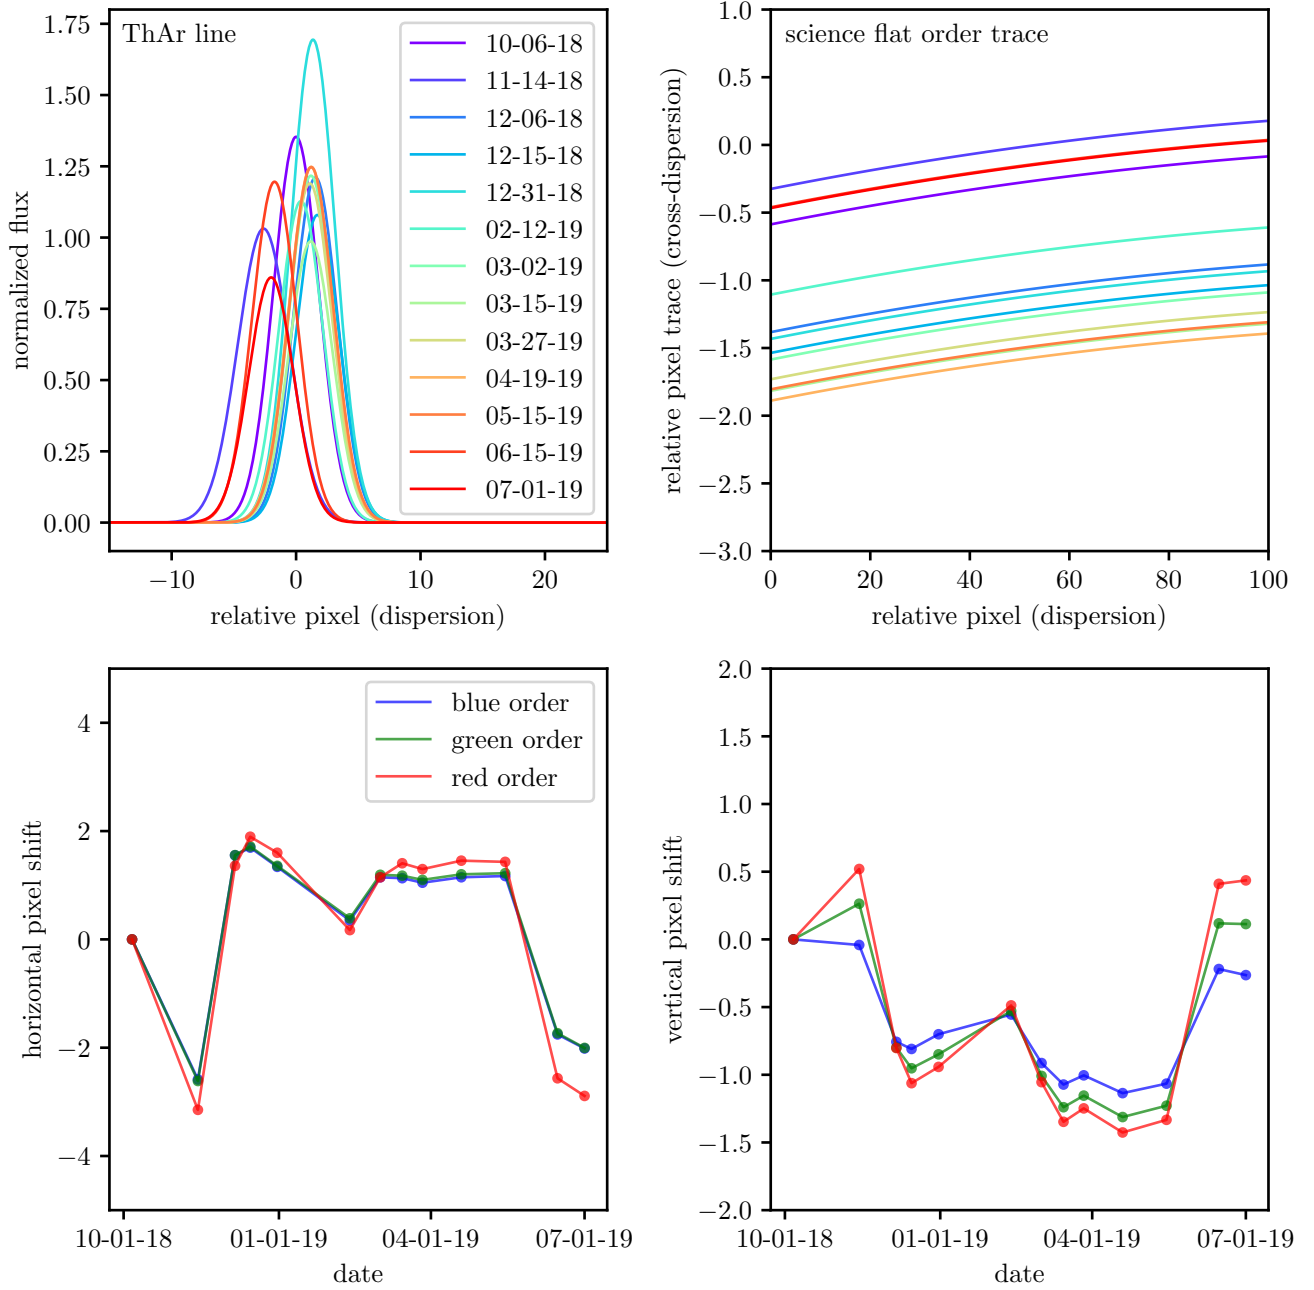 ThAr line
1.75
1.50
1.25
1.00
0.75
0.50
0.25
0.00
normalized flux
10-06-18
11-14-18
12-06-18
12-15-18
12-31-18
02-12-19
03-02-19
03-15-19
03-27-19
04-19-19
05-15-19
06-15-19
07-01-19
−10 0 10 20
relative pixel (dispersion)
science flat order trace
1.0
0.5
0.0
−0.5
−1.0
−1.5
−2.0
−2.5
−3.0
relative pixel trace (cross-dispersion)
0 20 40 60 80 100
relative pixel (dispersion)
4
2
0
−2
−4
horizontal pixel shift
blue order
green order
red order
10-01-18 01-01-19 04-01-19 07-01-19
date
2.0
1.5
1.0
0.5
0.0
−0.5
−1.0
−1.5
−2.0
vertical pixel shift
10-01-18 01-01-19 04-01-19 07-01-19
date